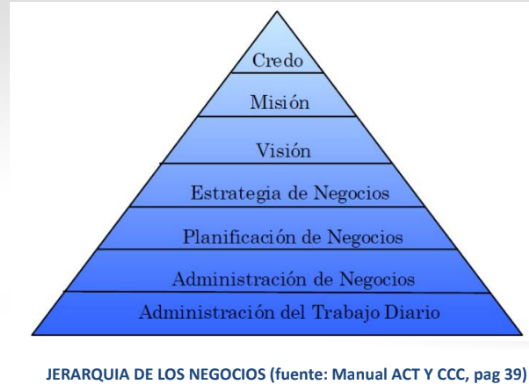 Credo
Misión
Visión
Estrategia de Negocios
Planificación de Negocios
Administración de Negocios
Administración del Trabajo Diario
JERARQUIA DE LOS NEGOCIOS (fuente: Manual ACT Y CCC, pag 39)